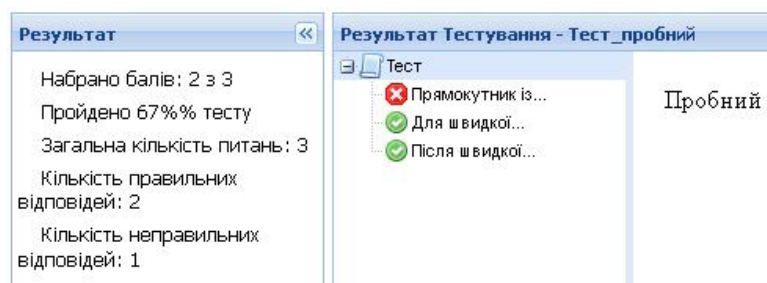 Результат
Набрано балів: 2 з 3
Пройдено 67%% тесту
Загальна кількість питань: 3
Кількість правильних
відповідей: 2
Кількість неправильних
відповідей: 1
Результат Тестування - Тест_пробний
Тест
Прямокутник із...
Для швидкої...
Після швидкої...
Пробний